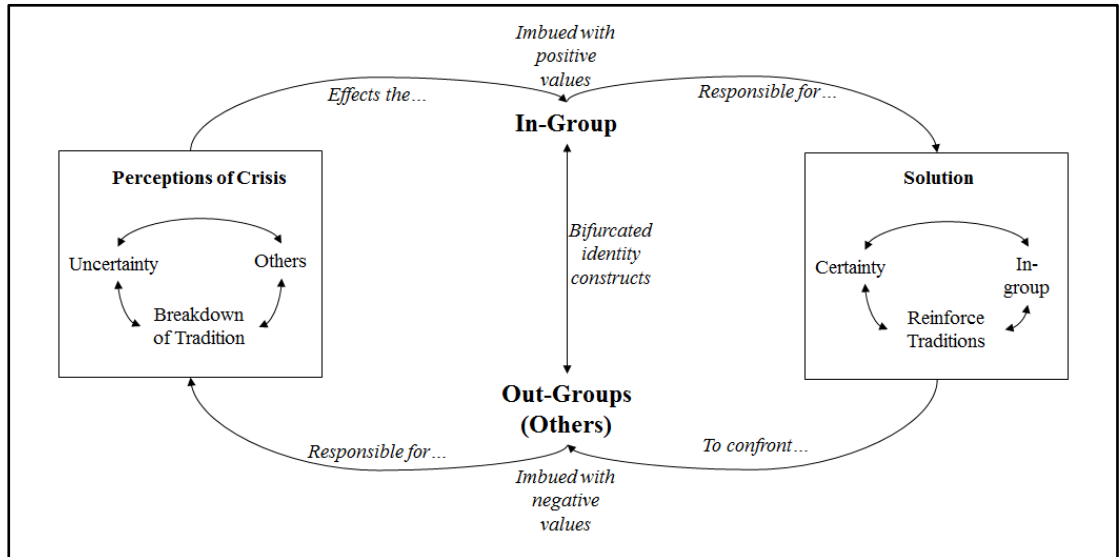 Imbued with
positive
values
Effects the…
Responsible for…
In-Group
Perceptions of Crisis
Uncertainty
Others
Breakdown
of Tradition
Bifurcated
identity
constructs
Solution
Certainty
In-
group
Reinforce
Traditions
Out-Groups
(Others)
Responsible for…
To confront…
Imbued with
negative
values